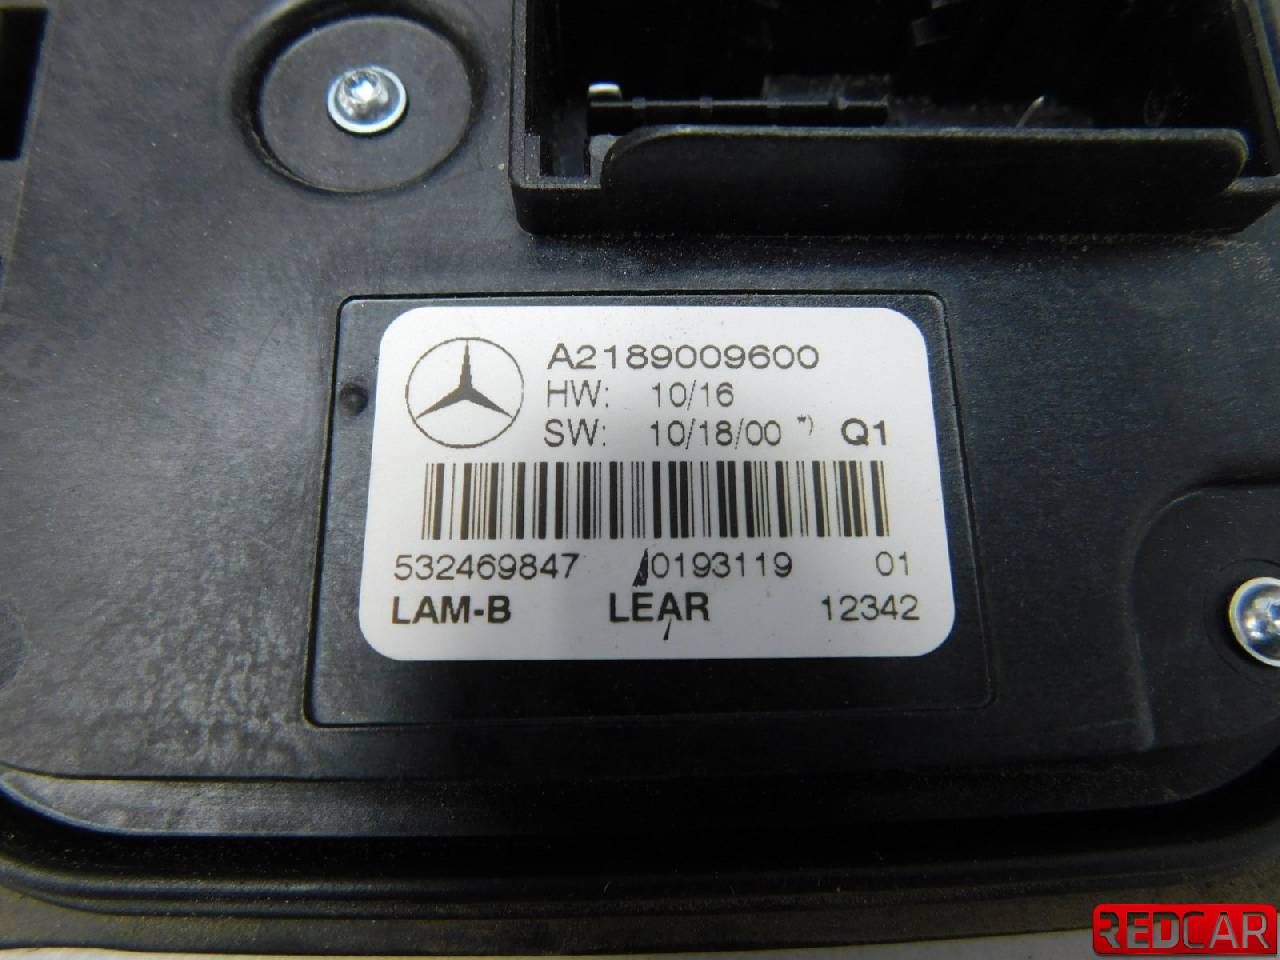 A2189009600
HW: 10/16
SW: 10/18/00 *) Q1
532469847 0193119 01
LAM-B LEAR 12342
REDCAR